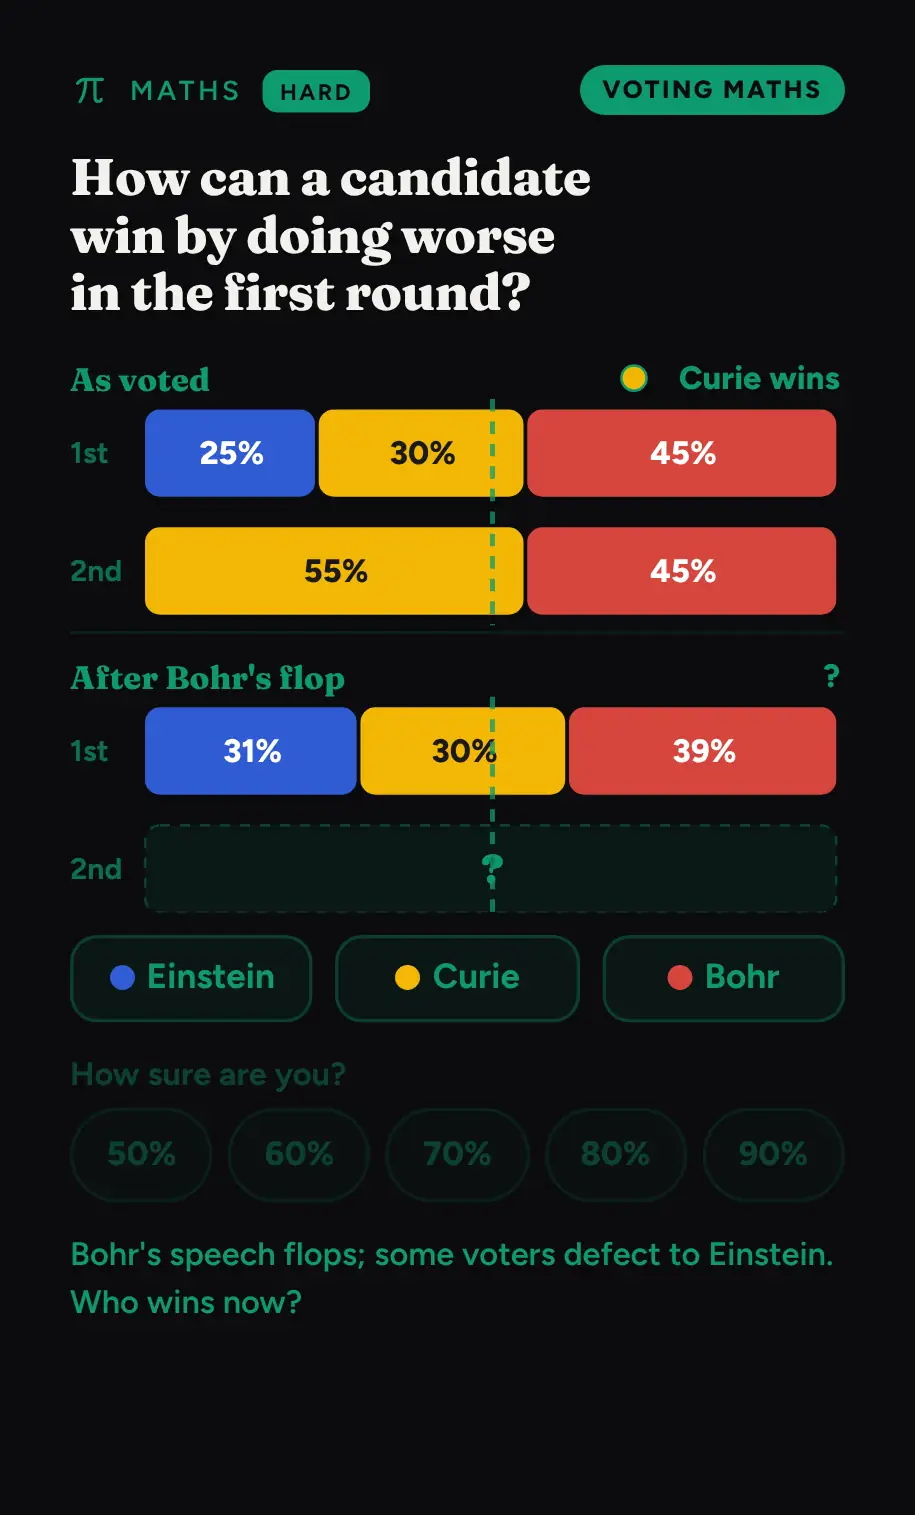 π MATHS HARD VOTING MATHS
How can a candidate
win by doing worse
in the first round?
As voted Curie wins
1st 25% 30% 45%
2nd 55% 45%
After Bohr's flop ?
1st 31% 30% 39%
2nd ?
Einstein Curie Bohr
How sure are you?
50% 60% 70% 80% 90%
Bohr's speech flops; some voters defect to Einstein.
Who wins now?